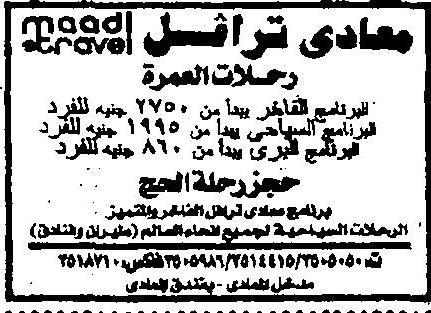 معادى ترافل
maadi travel
رحلات العمرة
البرنامج الفاخر يبدأ من ٢٧٥٠ جنيه للفرد
البرنامج السياحى يبدأ من ١٩٩٥ جنيه للفرد
البرنامج البرى يبدأ من ٨٦٠ جنيه للفرد
حجز رحلة الحج
برنامج معادى ترافل الفاخر والمتميز
الرحلات السياحية لجميع انحاء العالم (طيران وفنادق)
ت: ٣٥٠٥٠٥٠/٣٥١٤٤١٥/٣٥٠٥٩٨٦ فاكس: ٣٥١٨٧١٠
مدخل المعادى - بفندق المعادى